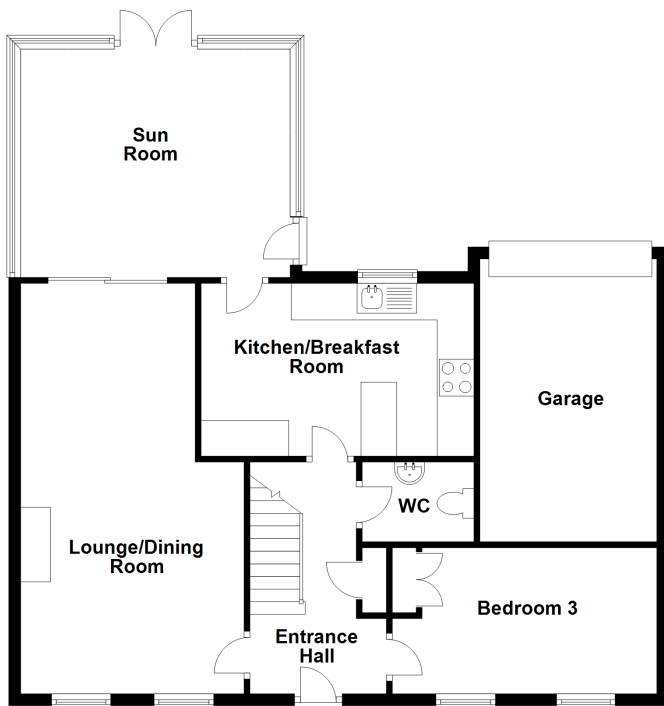 Sun
Room
Kitchen/Breakfast
Room
Garage
WC
Lounge/Dining
Room
Bedroom 3
Entrance
Hall